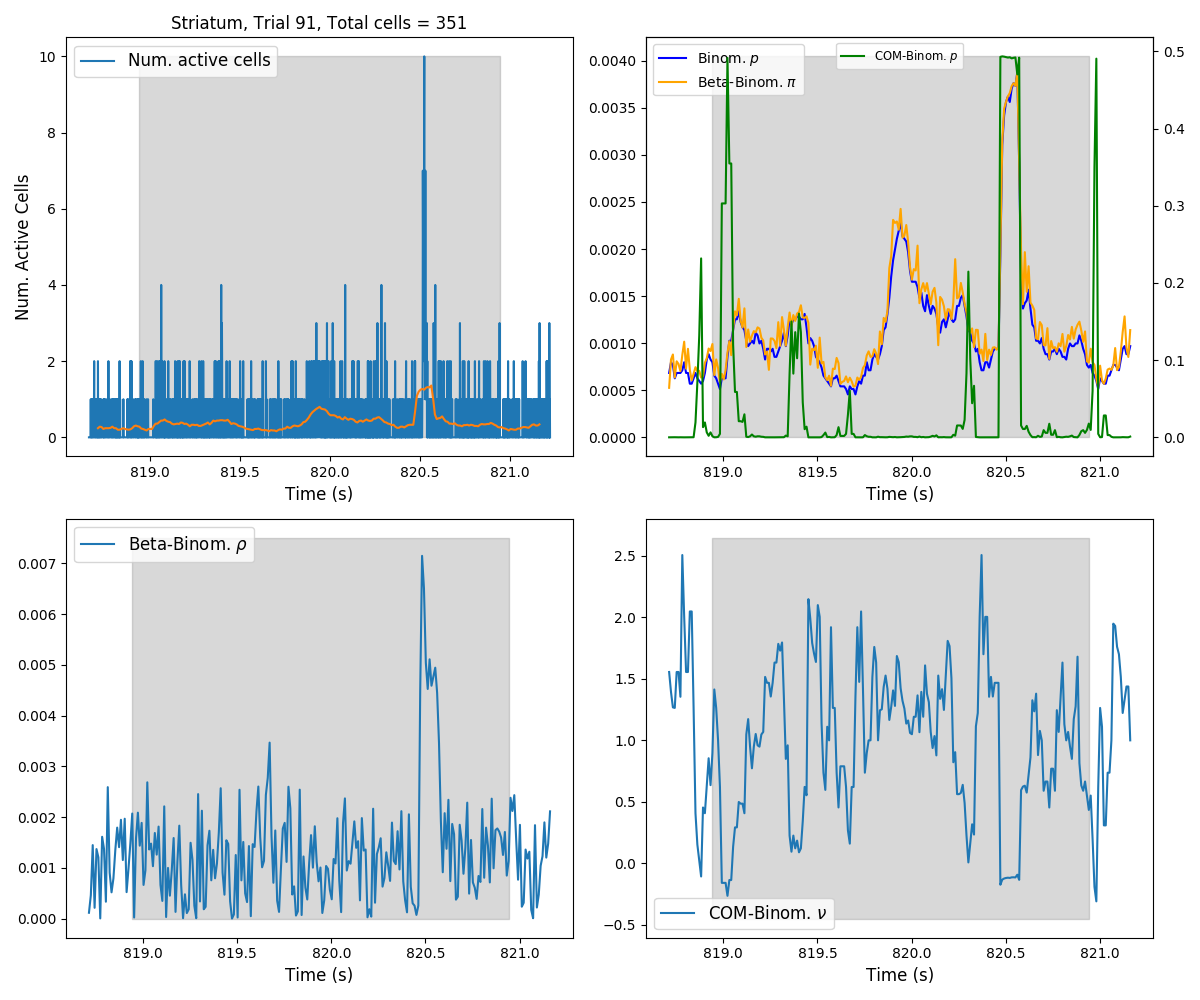 Striatum, Trial 91, Total cells = 351
Num. active cells
Num. Active Cells
10
8
6
4
2
0
819.0 819.5 820.0 820.5 821.0
Time (s)
Binom. p
Beta-Binom. π
COM-Binom. p
0.0040
0.0035
0.0030
0.0025
0.0020
0.0015
0.0010
0.0005
0.0000
0.5
0.4
0.3
0.2
0.1
0.0
819.0 819.5 820.0 820.5 821.0
Time (s)
Beta-Binom. ρ
0.007
0.006
0.005
0.004
0.003
0.002
0.001
0.000
819.0 819.5 820.0 820.5 821.0
Time (s)
2.5
2.0
1.5
1.0
0.5
0.0
−0.5
COM-Binom. ν
819.0 819.5 820.0 820.5 821.0
Time (s)